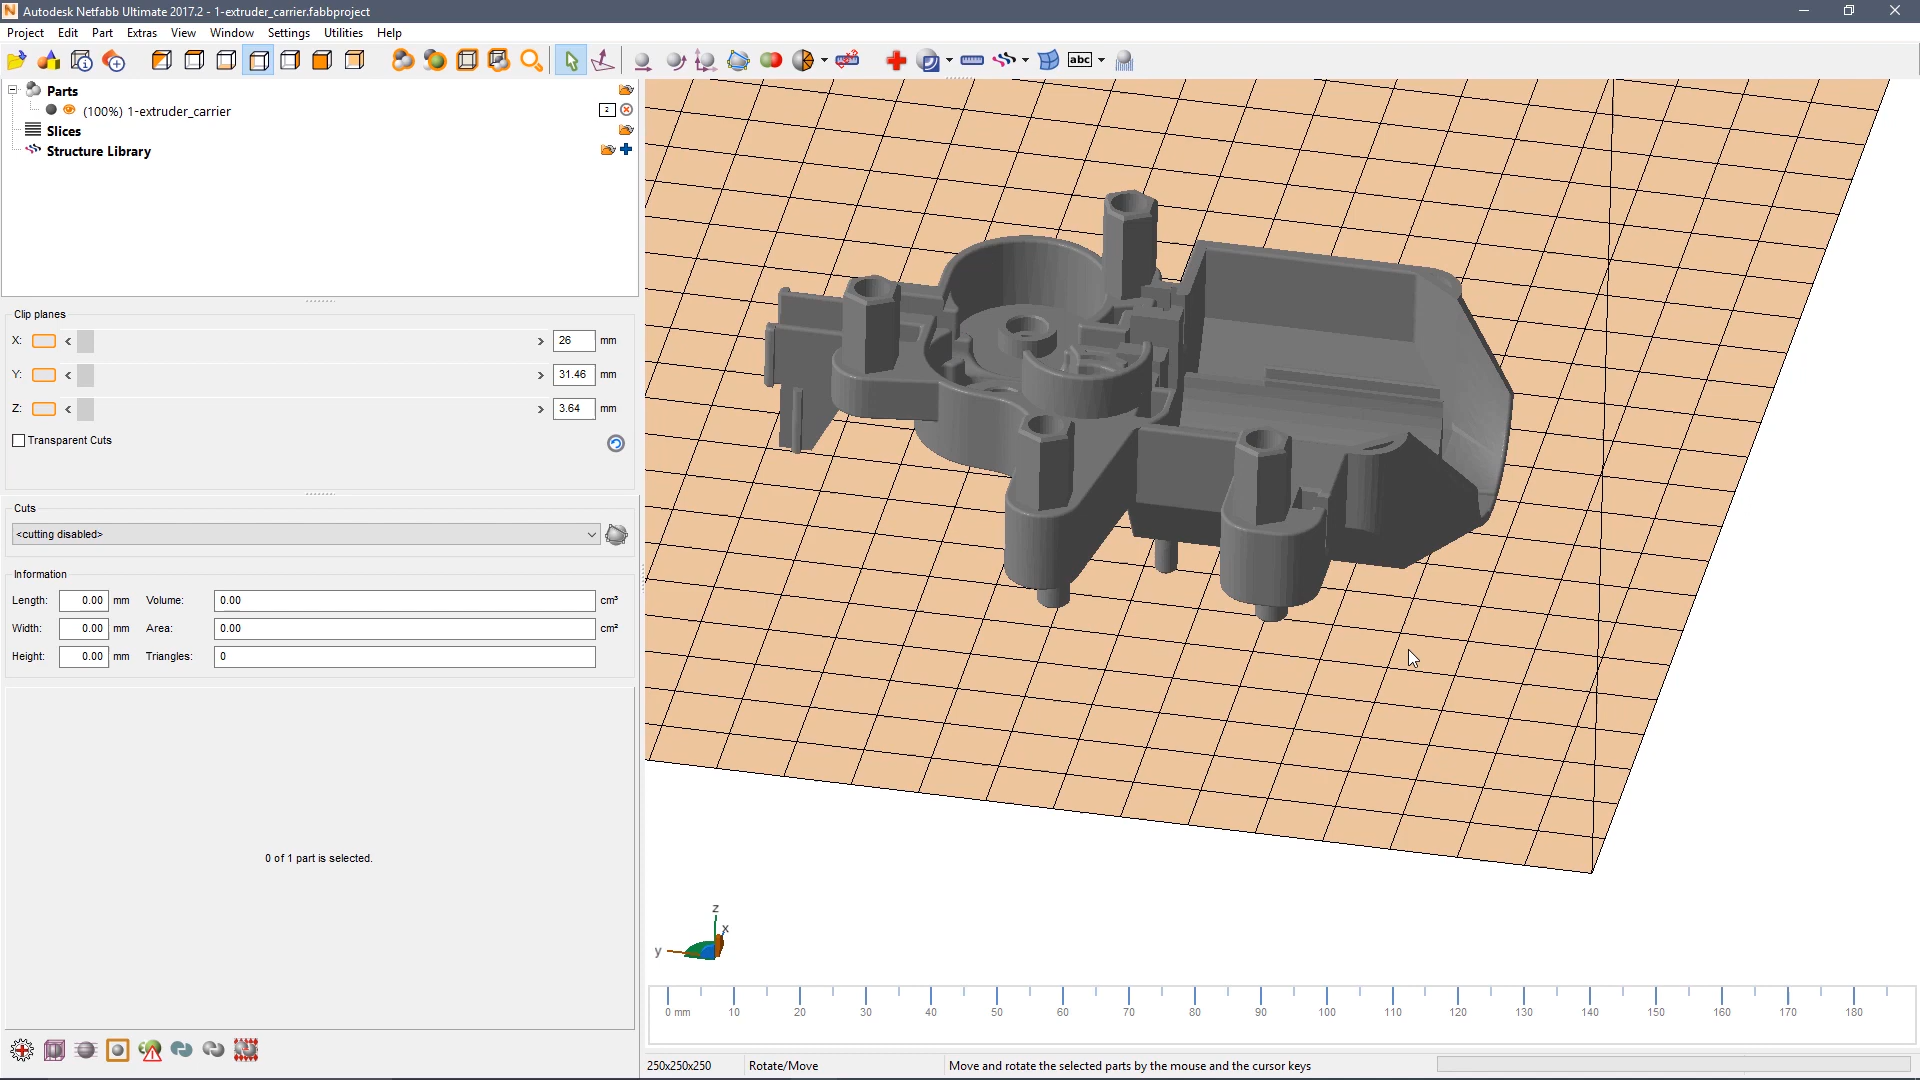 Autodesk Netfabb Ultimate 2017.2 - 1-extruder_carrier.fabbproject
Project Edit Part Extras View Window Settings Utilities Help
abc
Parts
(100%) 1-extruder_carrier
2
Slices
Structure Library
Clip planes
X: < > 26 mm
Y: < > 31.46 mm
Z: < > 3.64 mm
Transparent Cuts
Cuts
<cutting disabled>
Information
Length: 0.00 mm Volume: 0.00 cm³
Width: 0.00 mm Area: 0.00 cm²
Height: 0.00 mm Triangles: 0
0 of 1 part is selected.
z
x
y
0 mm 10 20 30 40 50 60 70 80 90 100 110 120 130 140 150 160 170 180
250x250x250 Rotate/Move Move and rotate the selected parts by the mouse and the cursor keys